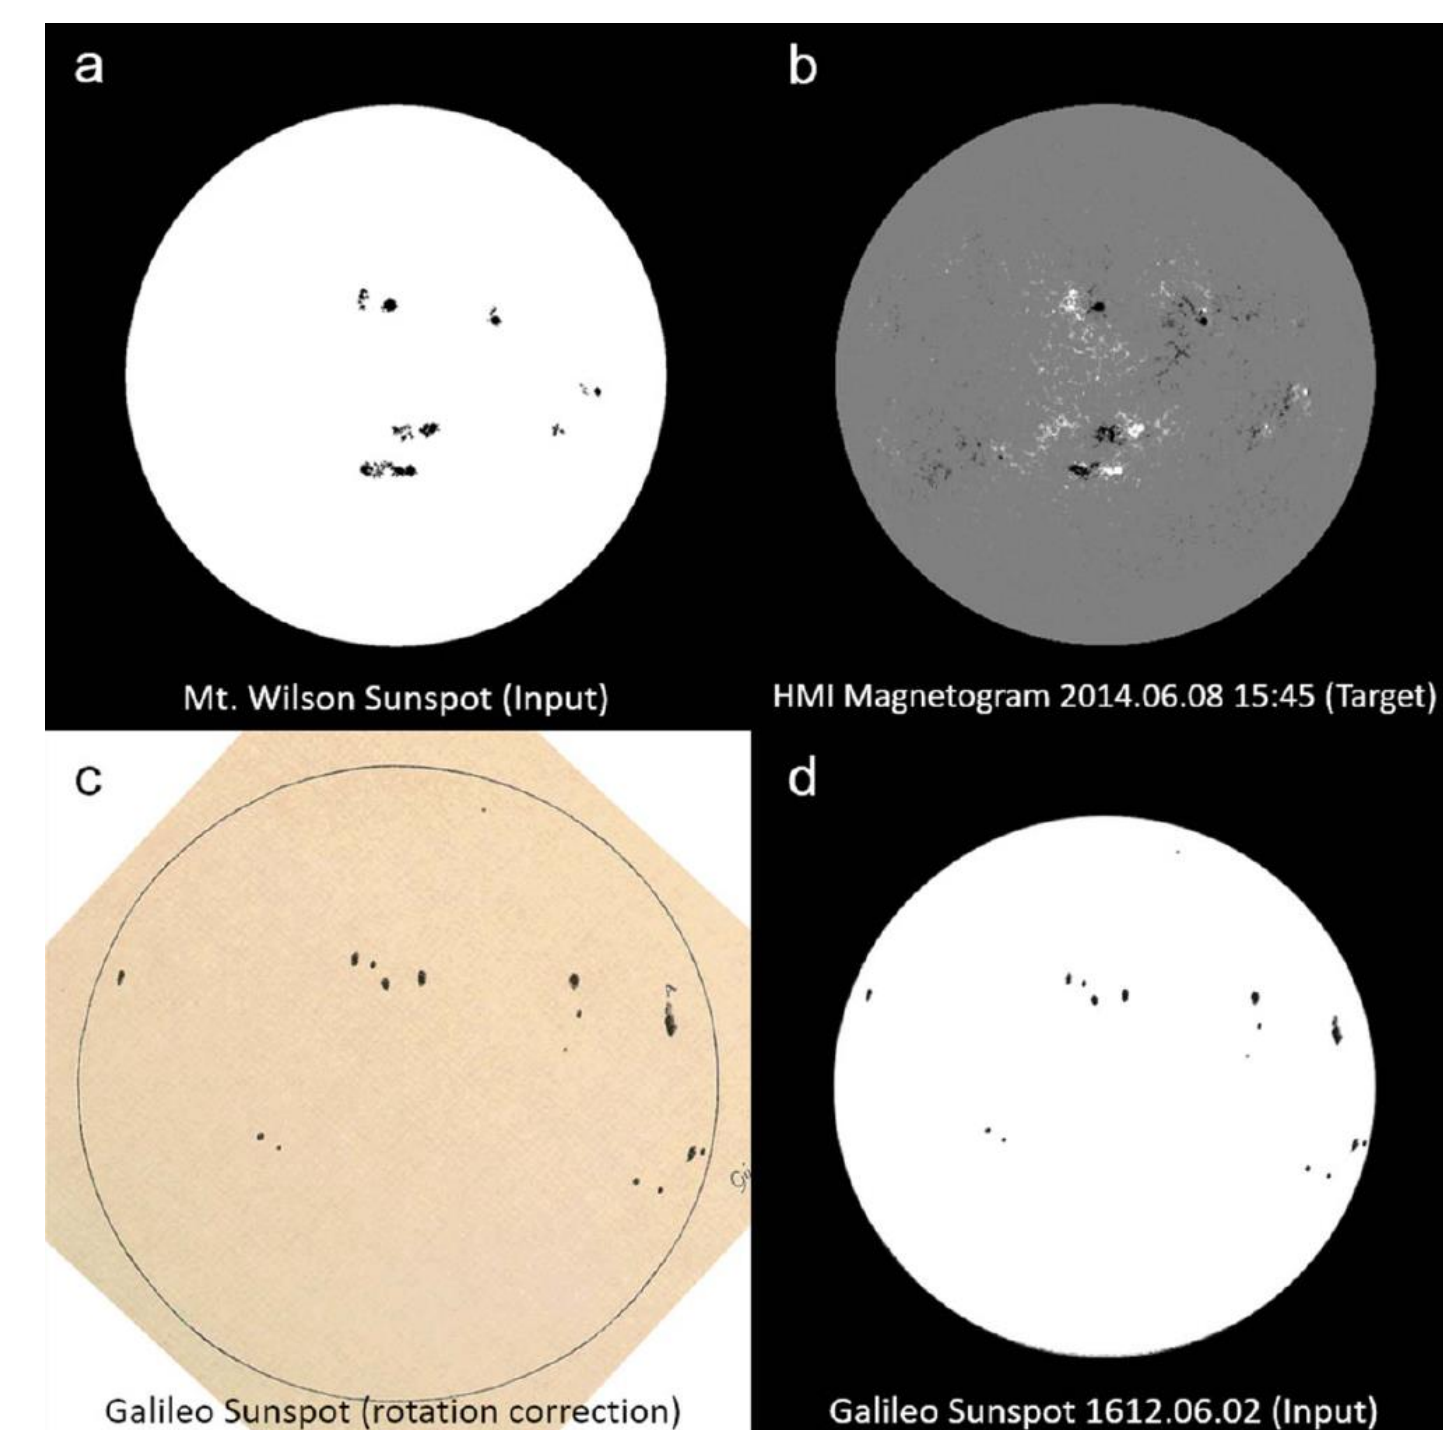 a
b
Mt. Wilson Sunspot (Input)
HMI Magnetogram 2014.06.08 15:45 (Target)
c
d
Galileo Sunspot (rotation correction)
Galileo Sunspot 1612.06.02 (Input)